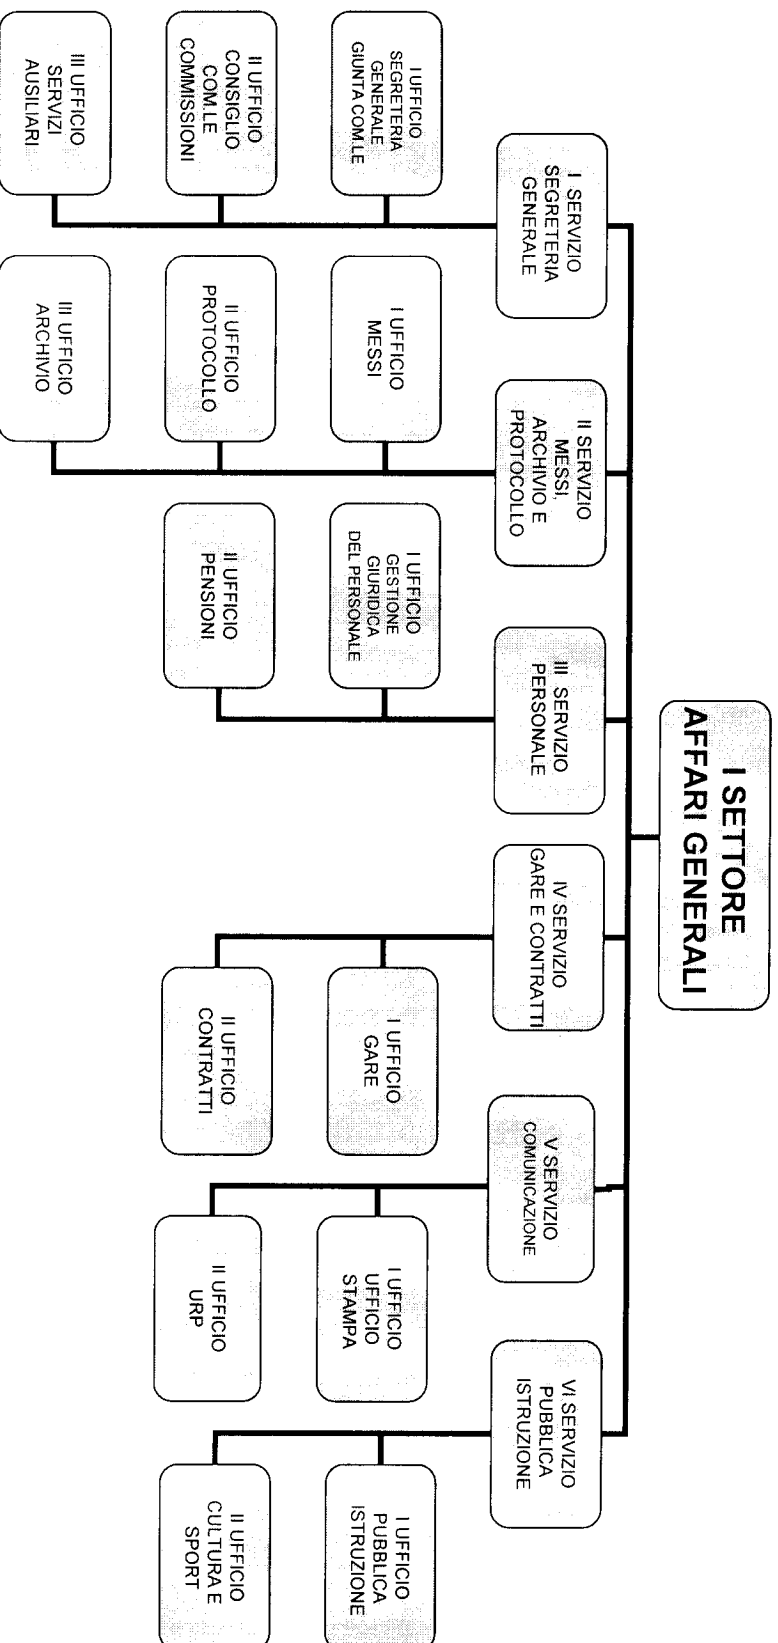 I SETTORE
AFFARI GENERALI
I SERVIZIO
SEGRETERIA
GENERALE
I UFFICIO
SEGRETERIA
GENERALE
GIUNTA COM.LE
II UFFICIO
CONSIGLIO
COM.LE
COMMISSIONI
III UFFICIO
SERVIZI
AUSILIARI
II SERVIZIO
MESSI,
ARCHIVIO E
PROTOCOLLO
I UFFICIO
MESSI
II UFFICIO
PROTOCOLLO
III UFFICIO
ARCHIVIO
III SERVIZIO
PERSONALE
I UFFICIO
GESTIONE
GIURIDICA
DEL PERSONALE
II UFFICIO
PENSIONI
IV SERVIZIO
GARE E CONTRATTI
I UFFICIO
GARE
II UFFICIO
CONTRATTI
V SERVIZIO
COMUNICAZIONE
I UFFICIO
UFFICIO
STAMPA
II UFFICIO
URP
VI SERVIZIO
PUBBLICA
ISTRUZIONE
I UFFICIO
PUBBLICA
ISTRUZIONE
II UFFICIO
CULTURA E
SPORT